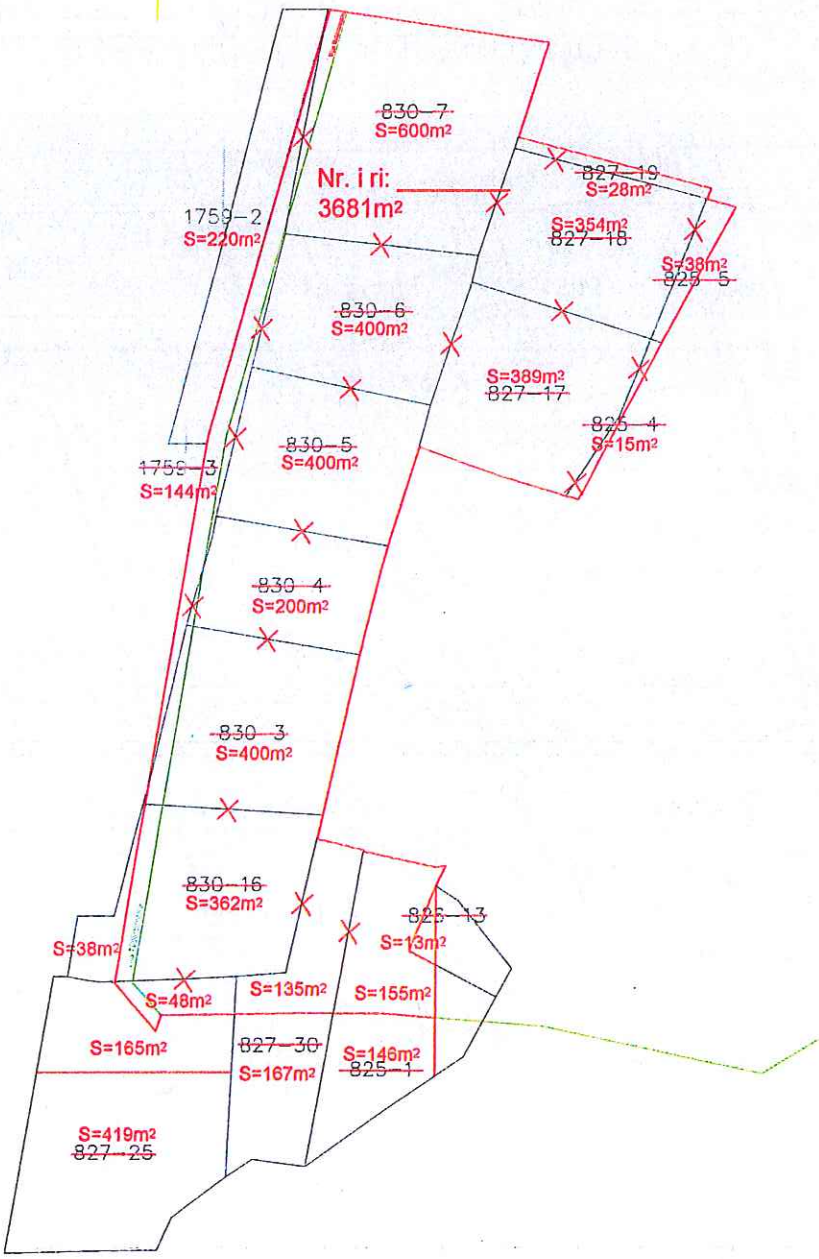 830-7
S=600m²
Nr. i ri:
3681m²
827-19
S=28m²
1759-2
S=220m²
S=354m²
827-18
S=38m²
825-5
830-6
S=400m²
S=389m²
827-17
825-4
S=15m²
830-5
S=400m²
1759-3
S=144m²
830-4
S=200m²
830-3
S=400m²
830-16
S=362m²
825-13
S=13m²
S=38m²
S=135m²
S=155m²
S=48m²
S=165m²
827-30
S=167m²
S=146m²
825-1
S=419m²
827-25